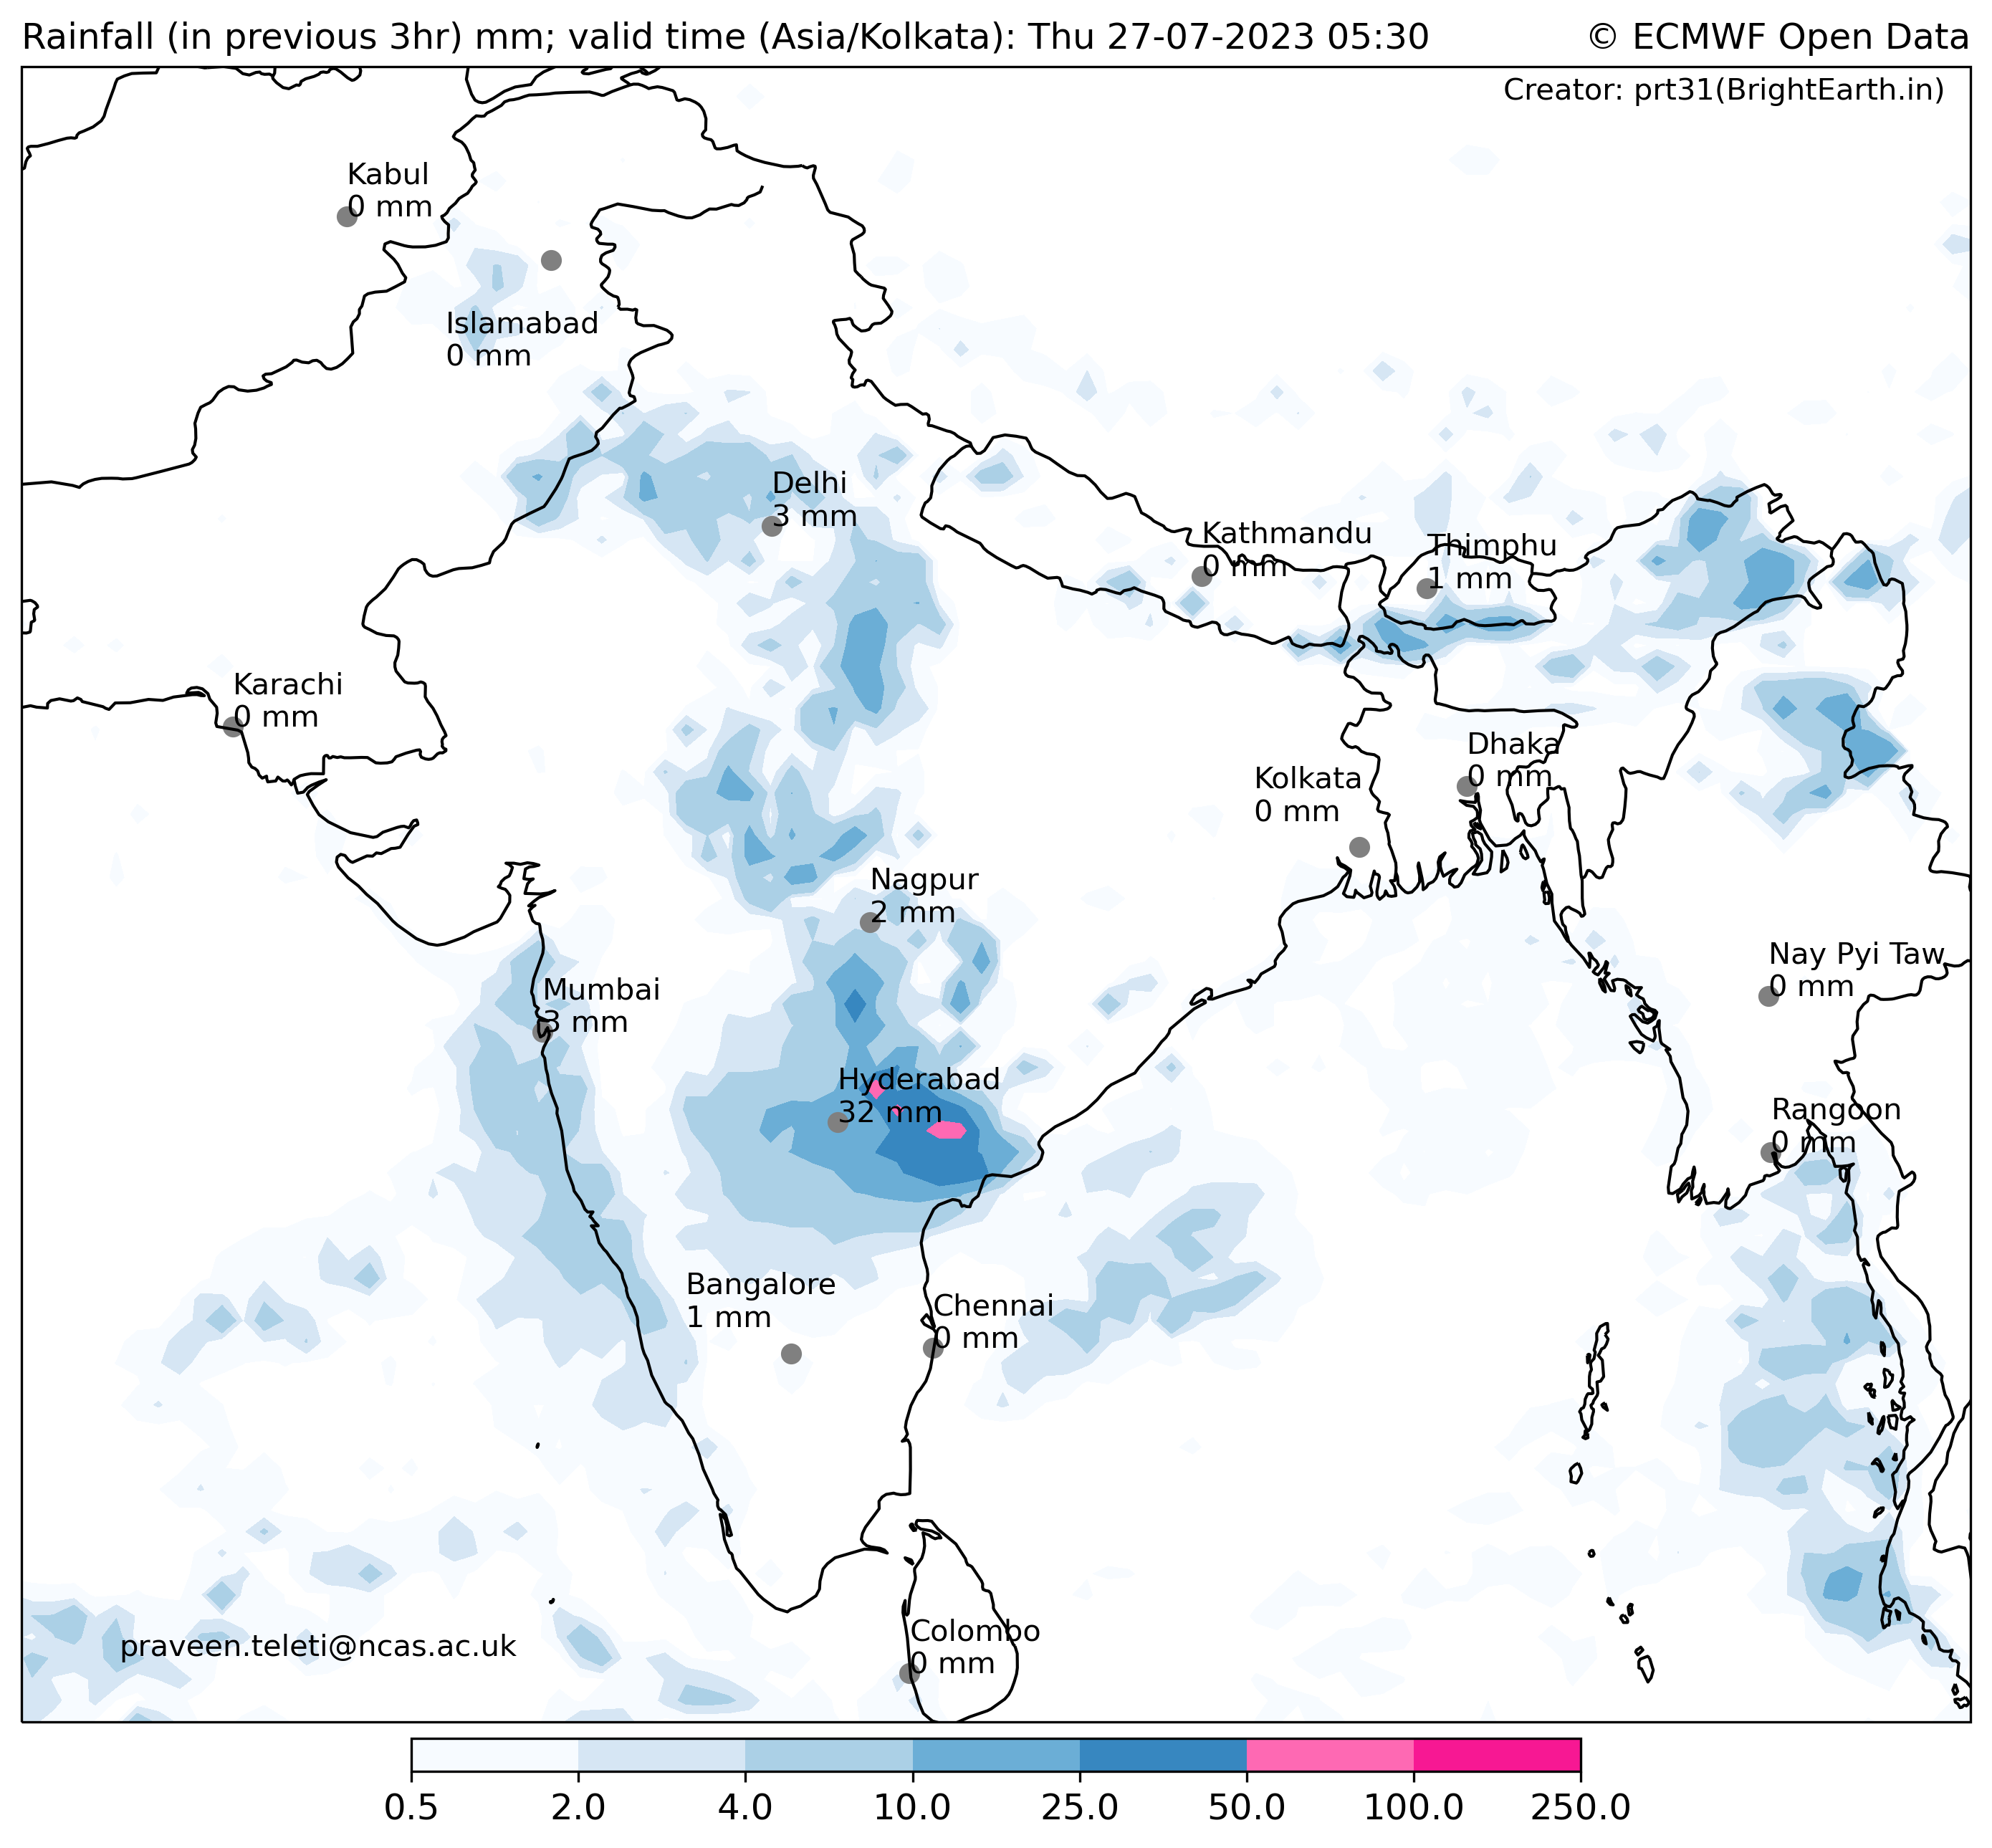 Rainfall (in previous 3hr) mm; valid time (Asia/Kolkata): Thu 27-07-2023 05:30
© ECMWF Open Data
Creator: prt31(BrightEarth.in)
Kabul
0 mm
Islamabad
0 mm
Delhi
3 mm
Kathmandu
0 mm
Thimphu
1 mm
Karachi
0 mm
Dhaka
0 mm
Kolkata
0 mm
Nagpur
2 mm
Nay Pyi Taw
0 mm
Mumbai
3 mm
Hyderabad
32 mm
Rangoon
0 mm
Bangalore
1 mm
Chennai
0 mm
Colombo
0 mm
praveen.teleti@ncas.ac.uk
0.5 2.0 4.0 10.0 25.0 50.0 100.0 250.0